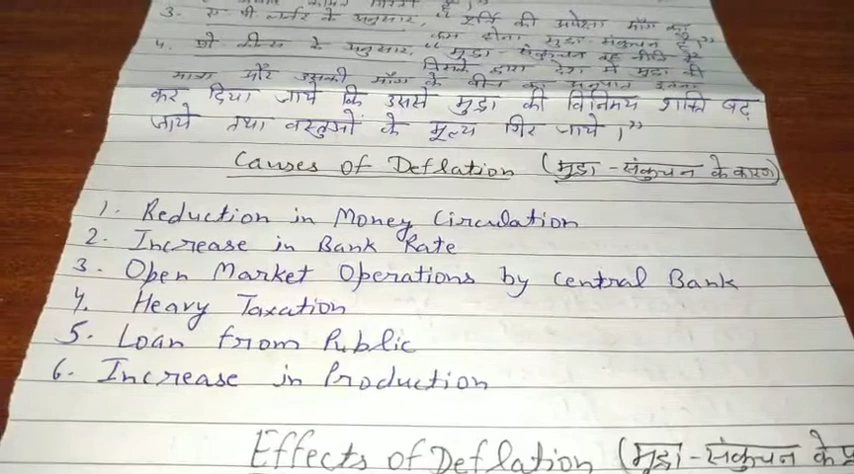 3. के अनुसार, "पूर्ति की अपेक्षा माँग का
कम होना मुद्रा-संकुचन है।"
4. प्रो. के अनुसार, "मुद्रा-संकुचन वह नीति है
जिसके द्वारा देश में मुद्रा की
मात्रा और उसकी माँग के बीच का अनुपात इतना
कर दिया जाये कि उससे मुद्रा की विनिमय शक्ति बढ़
जाये तथा वस्तुओं के मूल्य गिर जाये।"
Causes of Deflation (मुद्रा-संकुचन के कारण)
1. Reduction in Money Circulation
2. Increase in Bank Rate
3. Open Market Operations by Central Bank
4. Heavy Taxation
5. Loan from Public
6. Increase in Production
Effects of Deflation (मुद्रा-संकुचन के